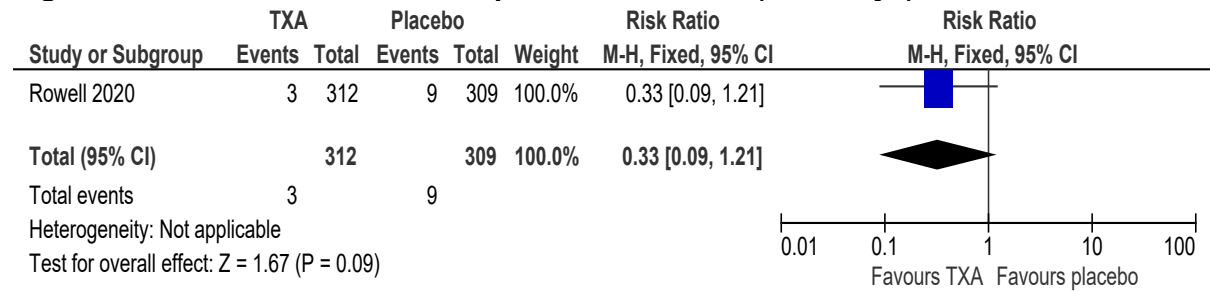 TXA Placebo Risk Ratio Risk Ratio
Study or Subgroup Events Total Events Total Weight M-H, Fixed, 95% CI M-H, Fixed, 95% CI
Rowell 2020 3 312 9 309 100.0% 0.33 [0.09, 1.21]
Total (95% CI) 312 309 100.0% 0.33 [0.09, 1.21]
Total events 3 9
Heterogeneity: Not applicable
Test for overall effect: Z = 1.67 (P = 0.09)
0.01 0.1 1 10 100
Favours TXA Favours placebo